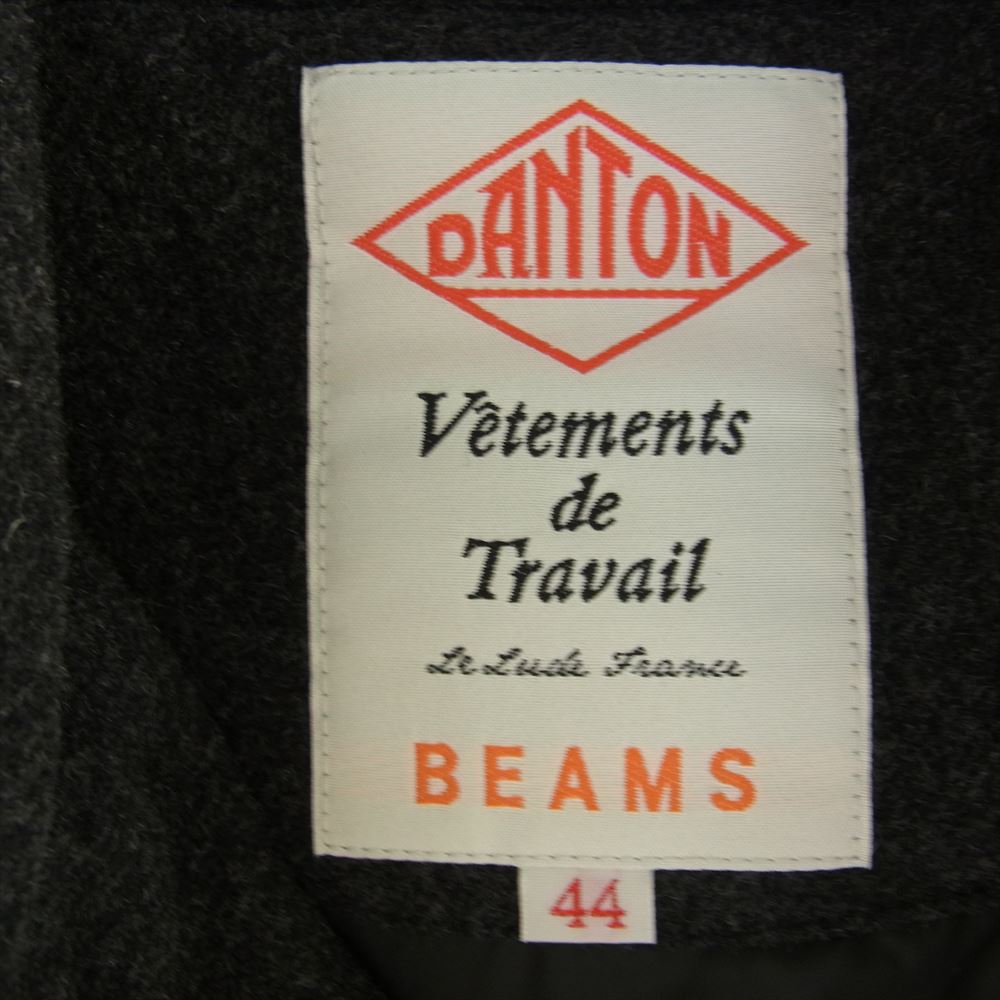 DANTON
Vêtements
de
Travail
Le Lude France
BEAMS
44